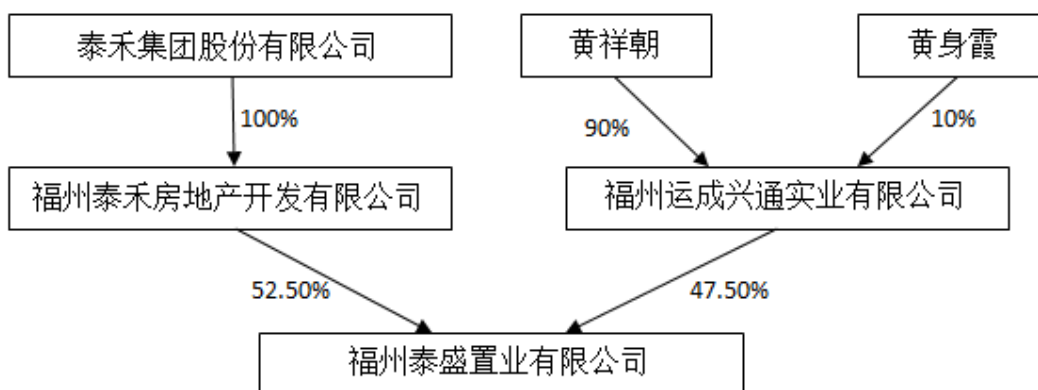 泰禾集团股份有限公司
黄祥朝
黄身霞
100%
90%
10%
福州泰禾房地产开发有限公司
福州运成兴通实业有限公司
52.50%
47.50%
福州泰盛置业有限公司